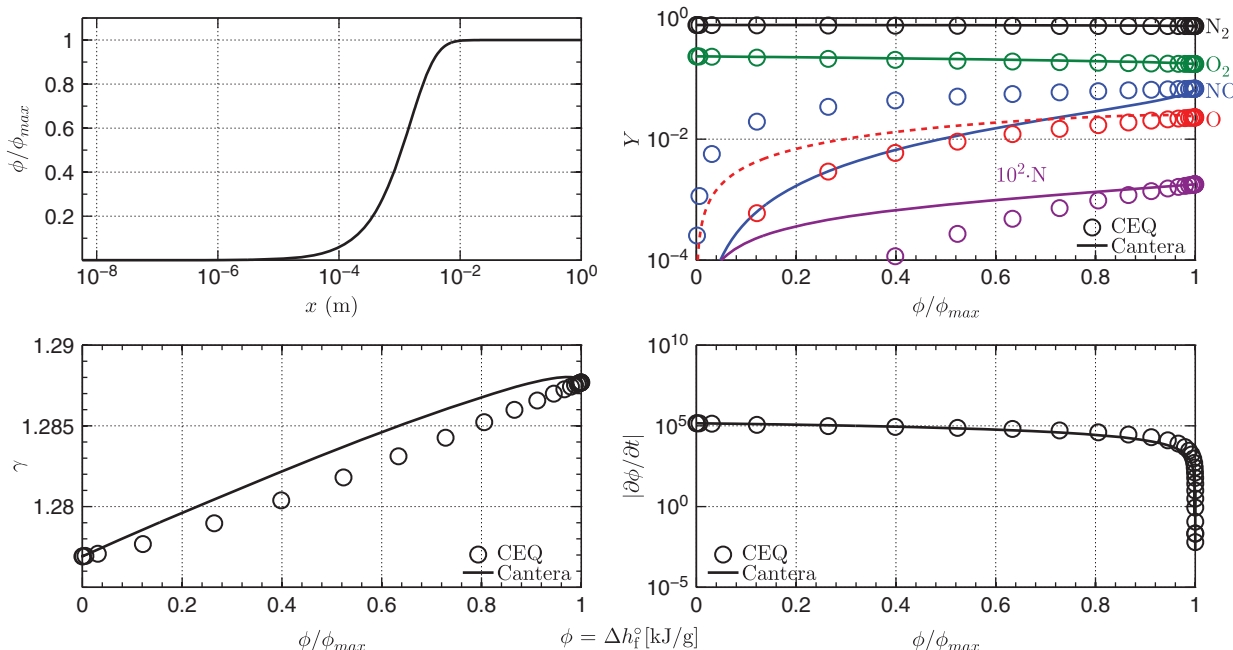 1
0.8
0.6
0.4
0.2
ϕ/ϕmax
10−8 10−6 10−4 10−2 100
x (m)
100
10−2
10−4
Y
N2
O2
NO
O
102·N
CEQ
Cantera
0 0.2 0.4 0.6 0.8 1
ϕ/ϕmax
1.29
1.285
1.28
γ
CEQ
Cantera
0 0.2 0.4 0.6 0.8 1
ϕ/ϕmax
1010
105
100
10−5
|∂ϕ/∂t|
CEQ
Cantera
0 0.2 0.4 0.6 0.8 1
ϕ/ϕmax
ϕ = Δh°f [kJ/g]